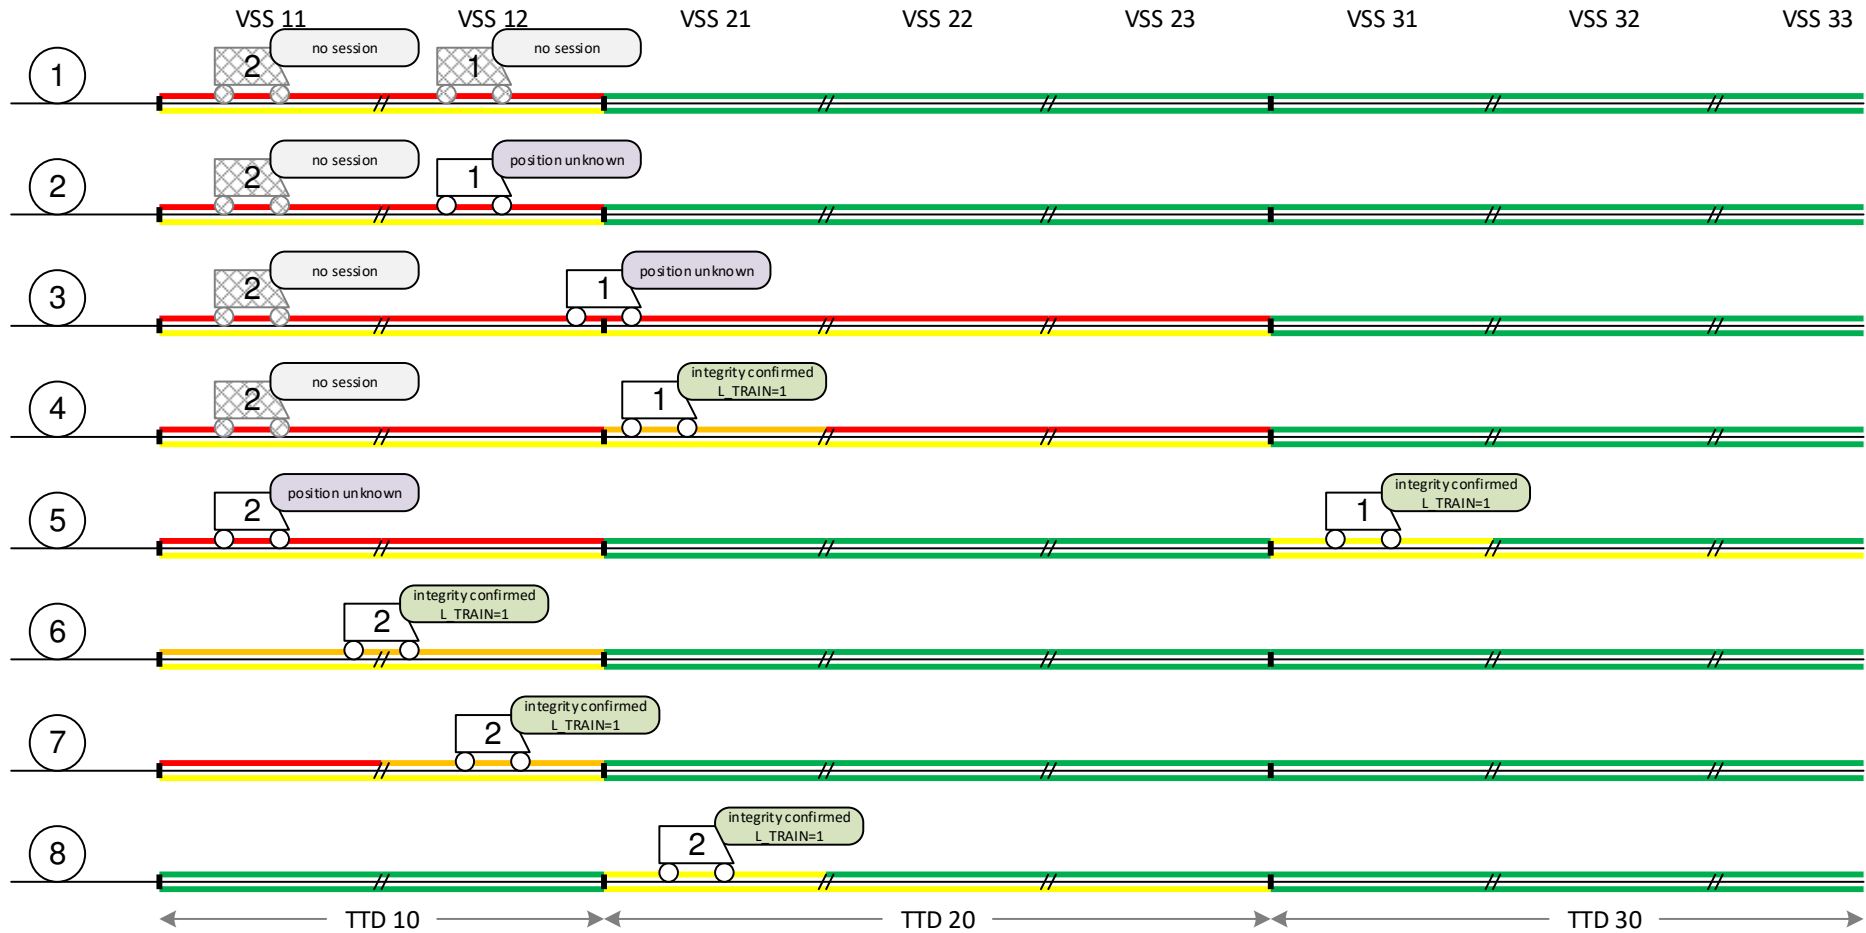 VSS 11 VSS 12 VSS 21 VSS 22 VSS 23 VSS 31 VSS 32 VSS 33
1 2 no session 1 no session
2 2 no session 1 position unknown
3 2 no session 1 position unknown
4 2 no session 1 integrity confirmed
L_TRAIN=1
5 2 position unknown 1 integrity confirmed
L_TRAIN=1
6 2 integrity confirmed
L_TRAIN=1
7 2 integrity confirmed
L_TRAIN=1
8 2 integrity confirmed
L_TRAIN=1
TTD 10 TTD 20 TTD 30